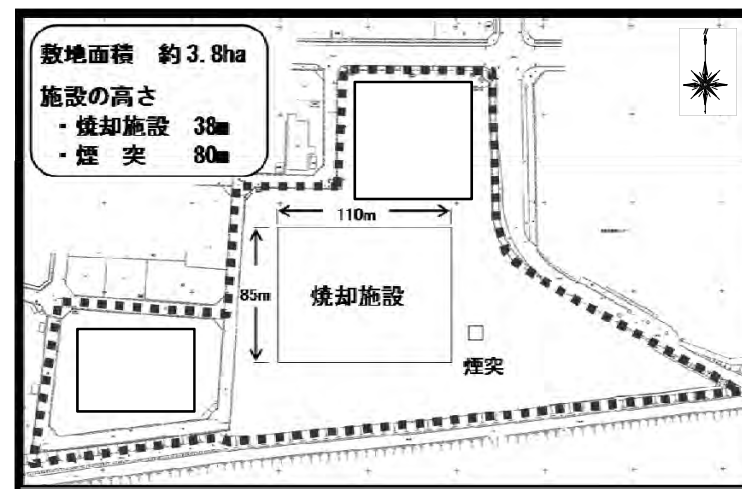 敷地面積 約3.8ha
施設の高さ
・焼却施設 38m
・煙 突 80m
110m
85m
焼却施設
煙突